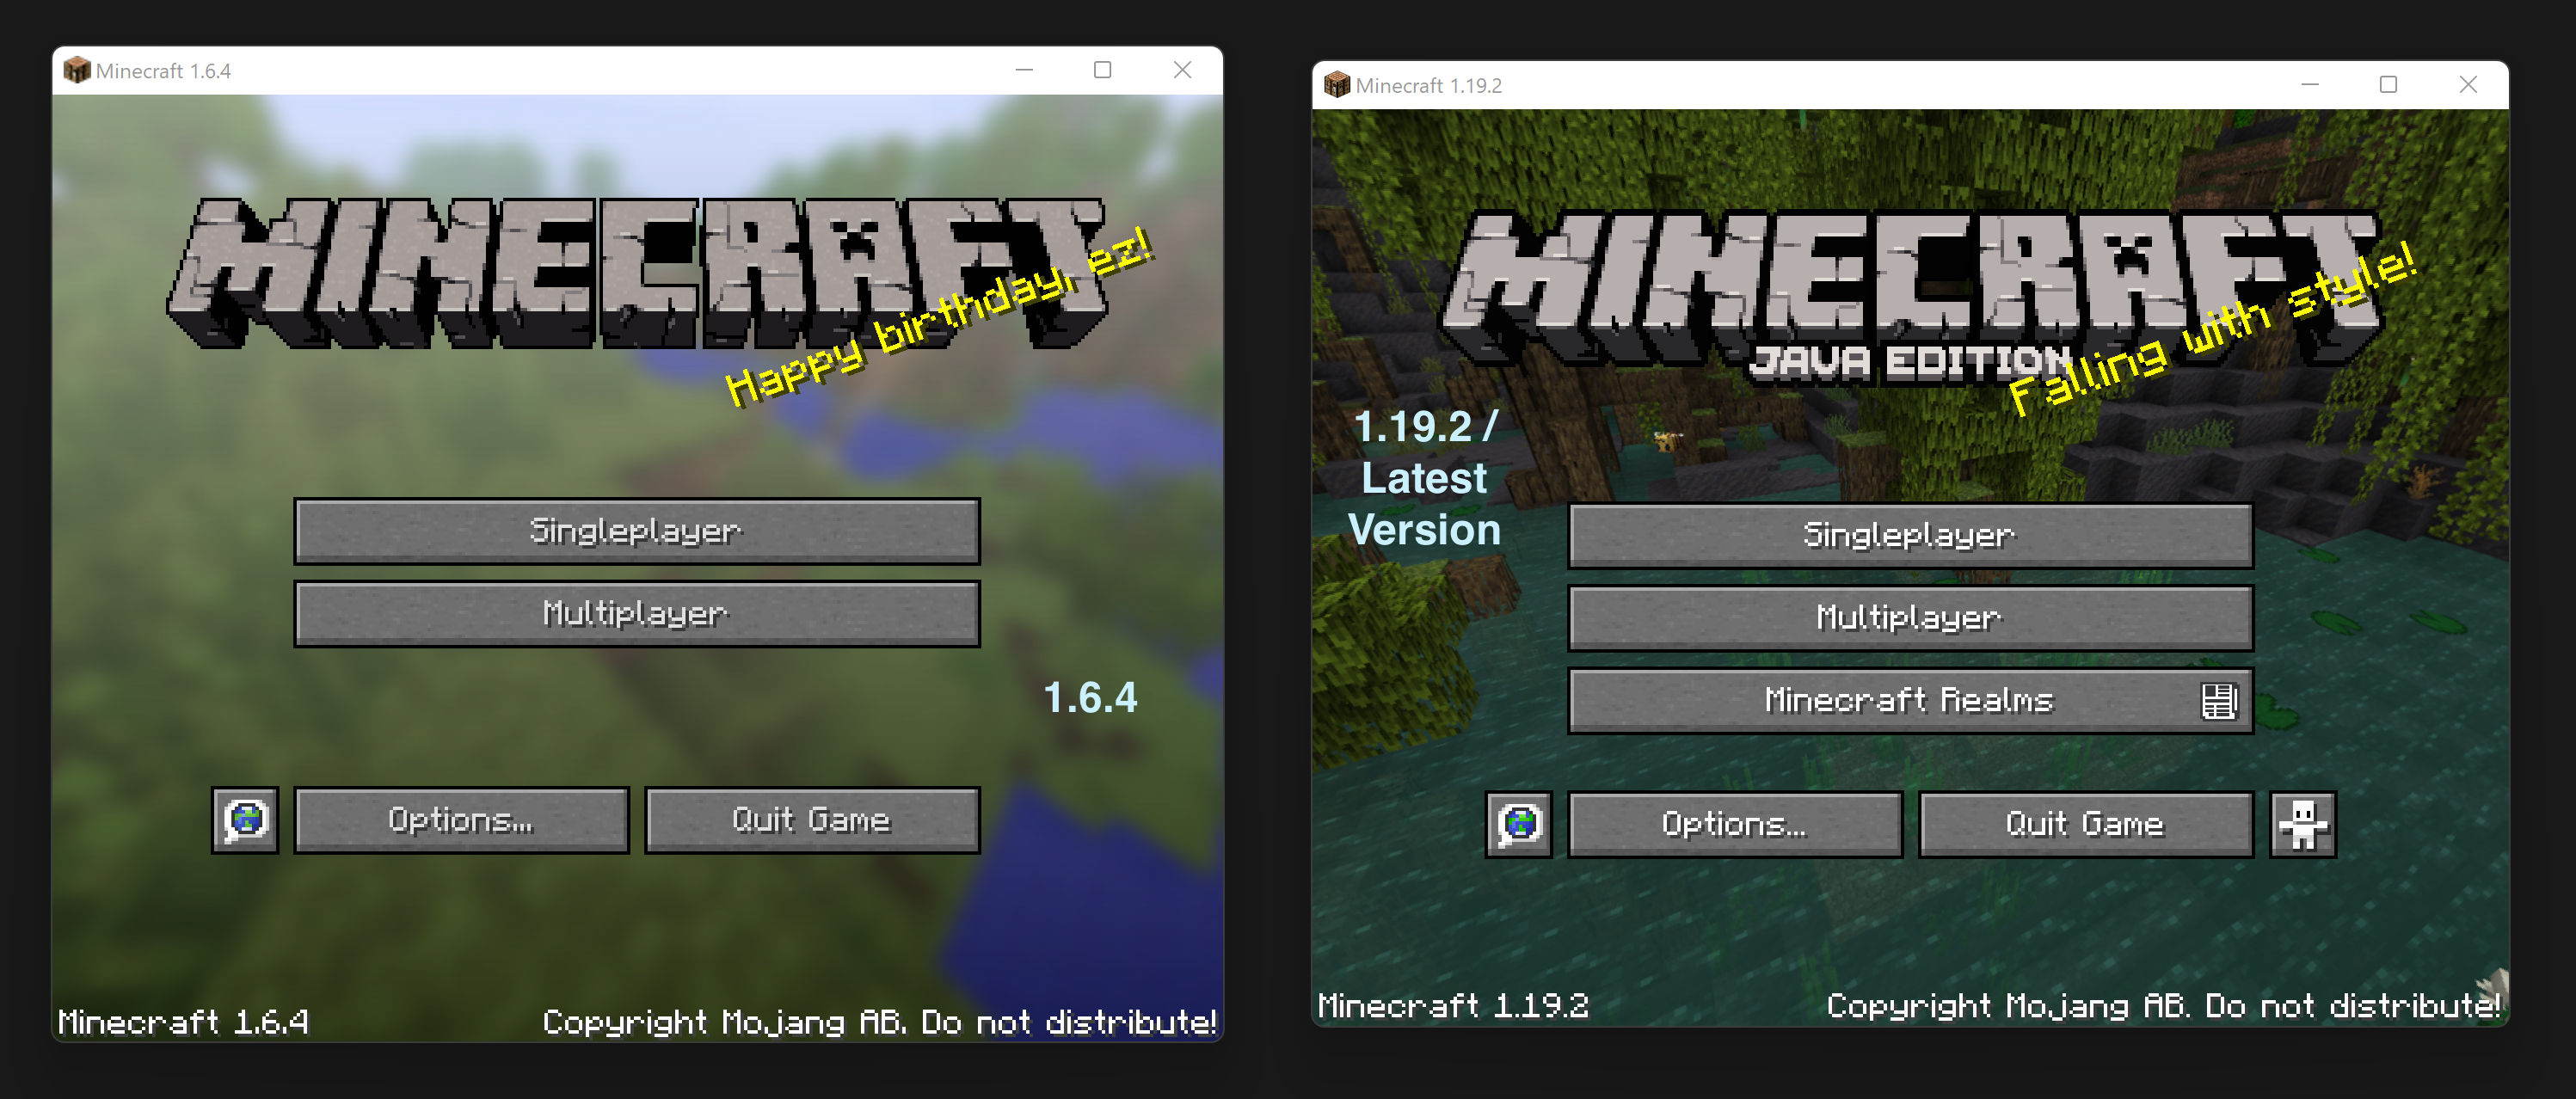 Minecraft 1.6.4
MINECRAFT
Happy birthday, ez!
Singleplayer
Multiplayer
1.6.4
Options...
Quit Game
Minecraft 1.6.4
Copyright Mojang AB. Do not distribute!
Minecraft 1.19.2
MINECRAFT
JAVA EDITION
Falling with style!
1.19.2 /
Latest
Version
Singleplayer
Multiplayer
Minecraft Realms
Options...
Quit Game
Minecraft 1.19.2
Copyright Mojang AB. Do not distribute!